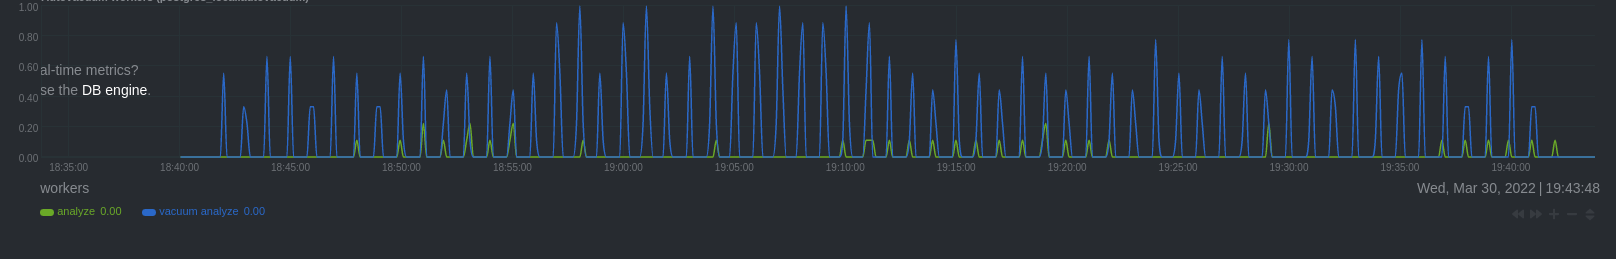 Autovacuum workers (postgres_local.autovacuum)
1.00
0.80
al-time metrics?
0.60
se the DB engine.
0.40
0.20
0.00
18:35:00 18:40:00 18:45:00 18:50:00 18:55:00 19:00:00 19:05:00 19:10:00 19:15:00 19:20:00 19:25:00 19:30:00 19:35:00 19:40:00
workers Wed, Mar 30, 2022 | 19:43:48
analyze 0.00 vacuum analyze 0.00